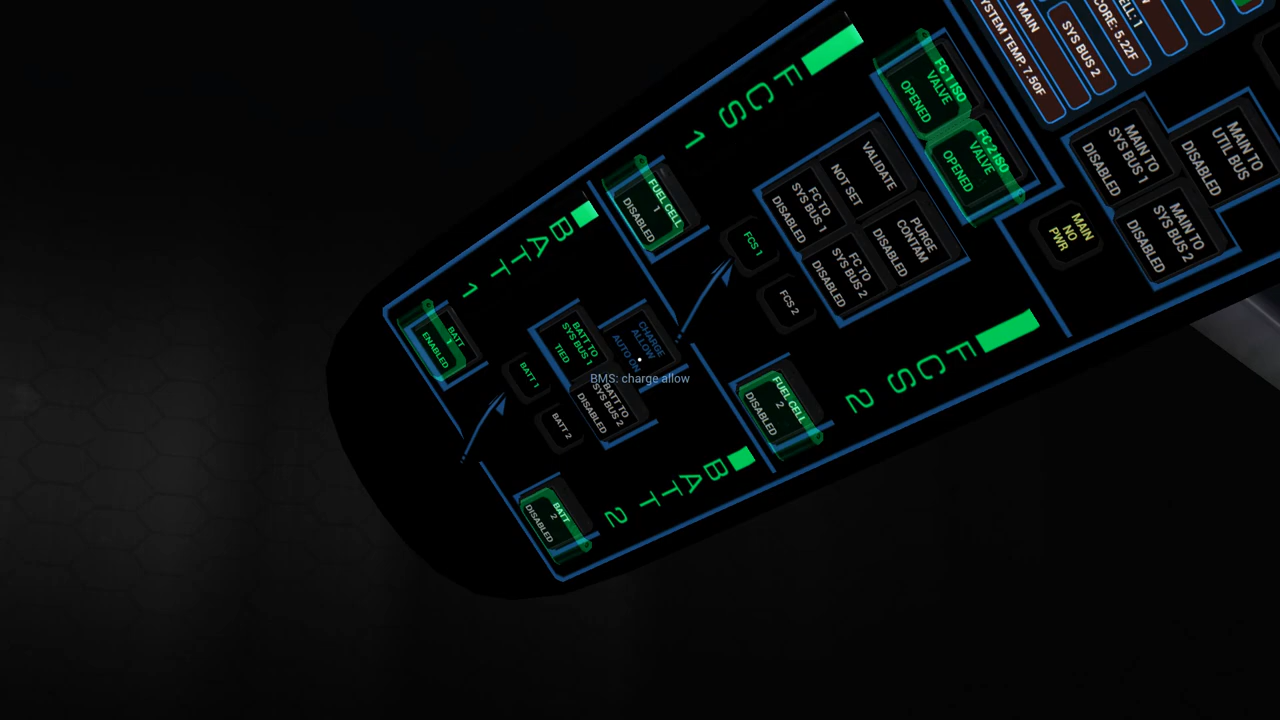 SYSTEM TEMP: 7.50F
MAIN
SYS BUS 2
CORE: 5.22F
CELL: 1
FCS 1
FC 1 ISO
VALVE
OPENED
FC 2 ISO
VALVE
OPENED
FUEL CELL
1
DISABLED
VALIDATE
NOT SET
FC TO
SYS BUS 1
DISABLED
PURGE
CONTAM
DISABLED
FC TO
SYS BUS 2
DISABLED
FCS 1
FCS 2
MAIN
NO
PWR
MAIN TO
SYS BUS 1
DISABLED
MAIN TO
UTIL BUS
DISABLED
MAIN TO
SYS BUS 2
DISABLED
BATT 1
BATT
1
ENABLED
BATT TO
SYS BUS 1
TIED
CHARGE
ALLOW
AUTO ON
BMS: charge allow
BATT TO
SYS BUS 2
DISABLED
BATT 1
BATT 2
FCS 2
FUEL CELL
2
DISABLED
BATT 2
BATT
2
DISABLED